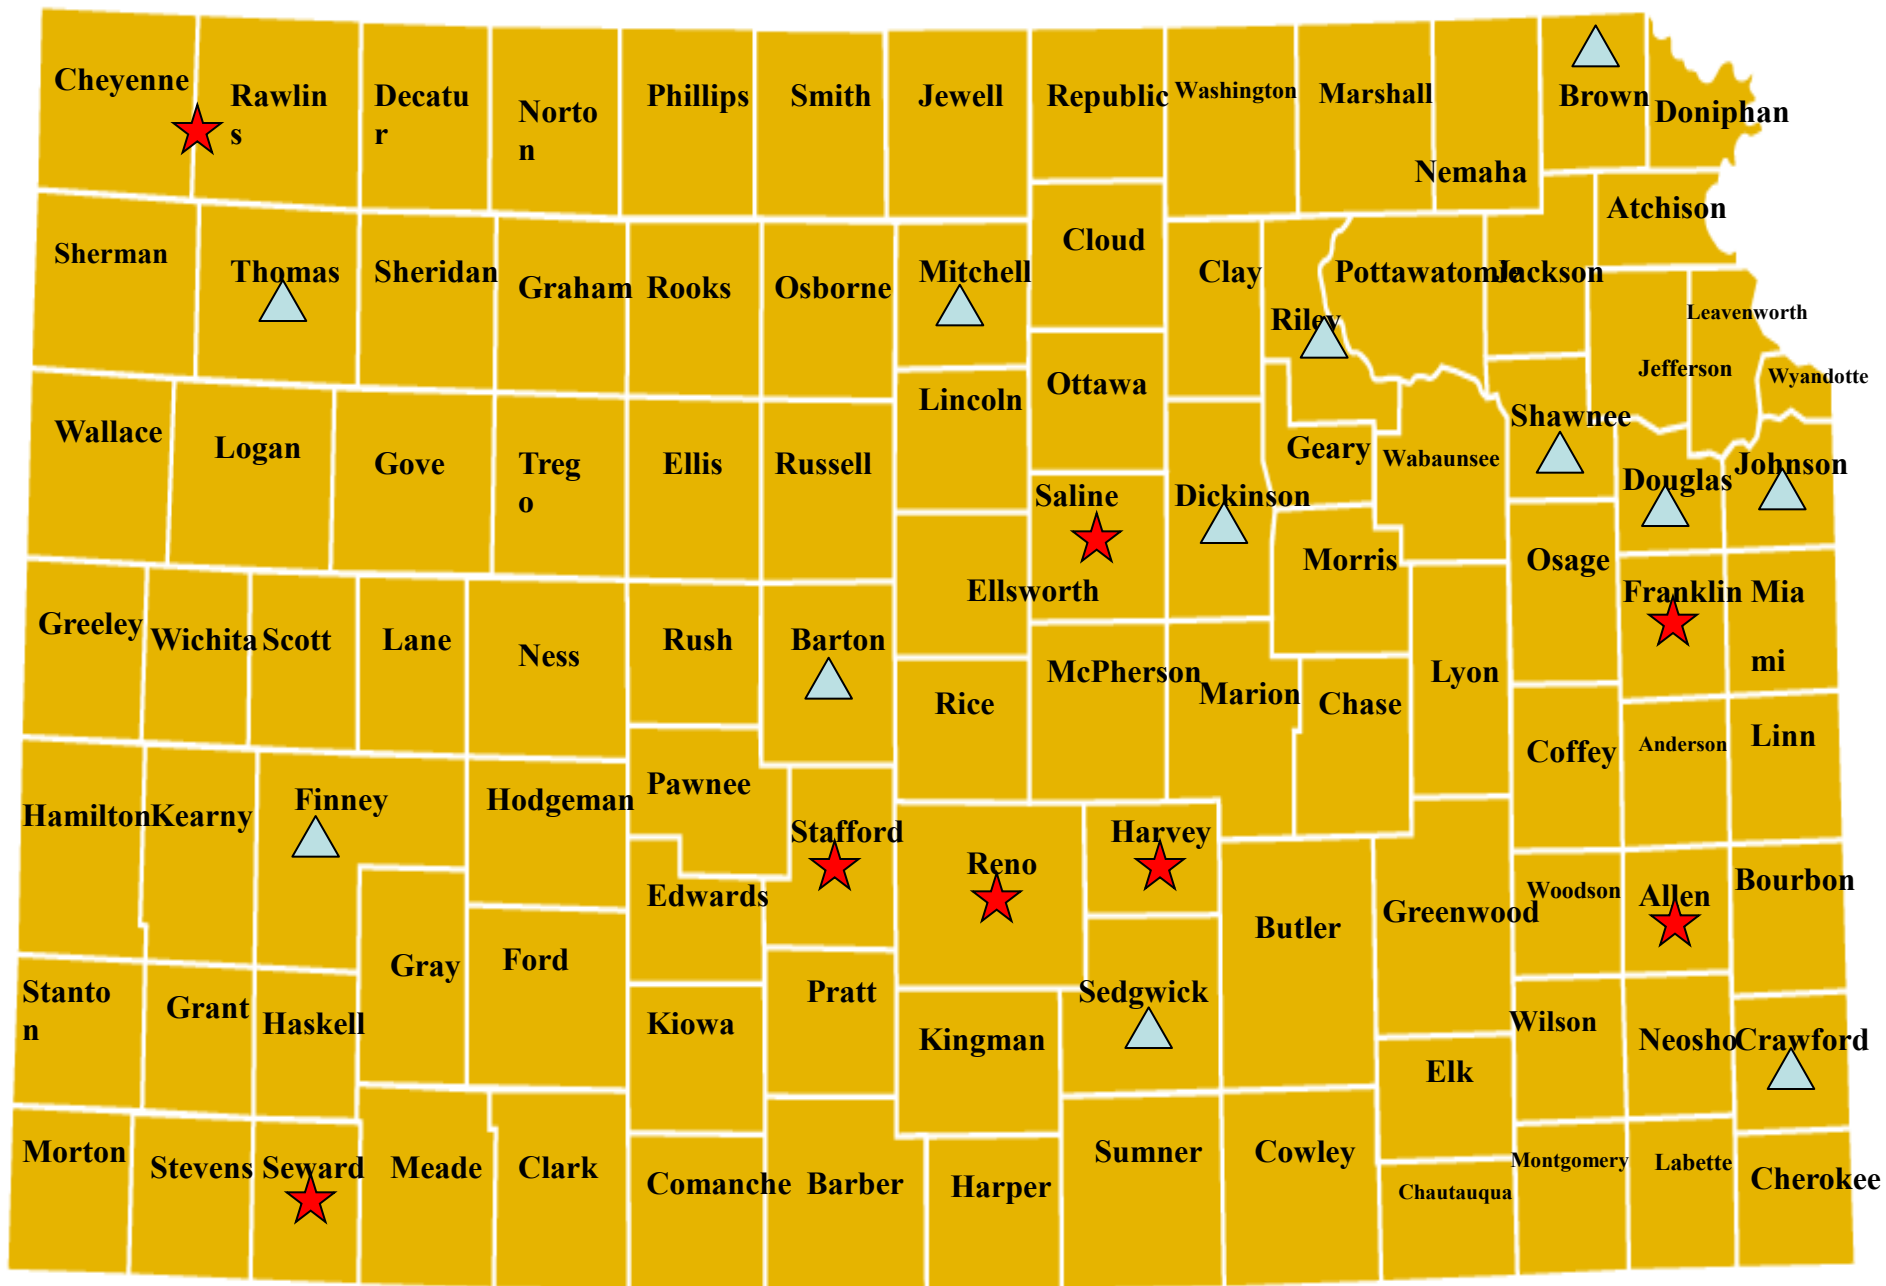 Cheyenne
Rawlin
s
Decatu
r
Norto
n
Phillips
Smith
Jewell
Republic
Washington
Marshall
Nemaha
Brown
Doniphan
Atchison
Sherman
Thomas
Sheridan
Graham
Rooks
Osborne
Mitchell
Cloud
Clay
Riley
Pottawatomie
Jackson
Leavenworth
Jefferson
Wyandotte
Wallace
Logan
Gove
Treg
o
Ellis
Russell
Lincoln
Ottawa
Geary
Wabaunsee
Shawnee
Douglas
Johnson
Saline
Dickinson
Morris
Osage
Franklin
Mia
mi
Ellsworth
Greeley
Wichita
Scott
Lane
Ness
Rush
Barton
Rice
McPherson
Marion
Chase
Lyon
Coffey
Anderson
Linn
Hamilton
Kearny
Finney
Hodgeman
Pawnee
Stafford
Reno
Harvey
Edwards
Butler
Greenwood
Woodson
Allen
Bourbon
Gray
Ford
Stanto
n
Grant
Haskell
Kiowa
Pratt
Kingman
Sedgwick
Elk
Wilson
Neosho
Crawford
Morton
Stevens
Seward
Meade
Clark
Comanche
Barber
Harper
Sumner
Cowley
Chautauqua
Montgomery
Labette
Cherokee